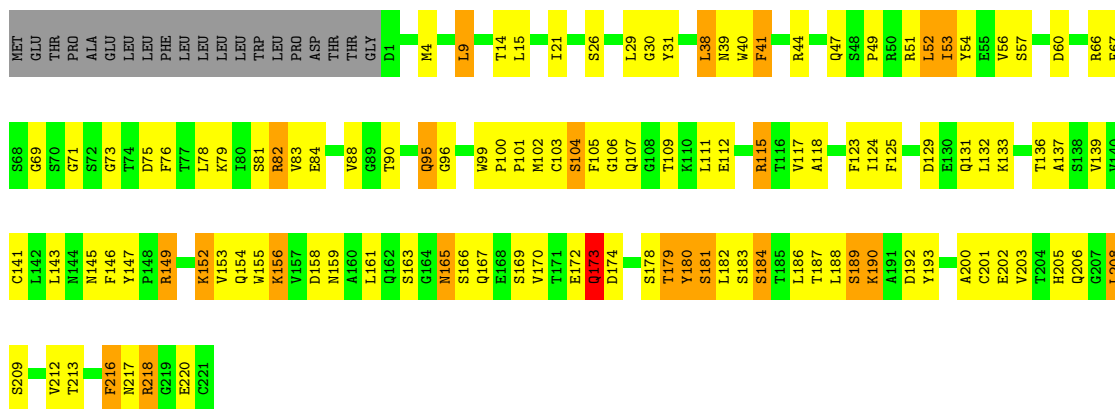 MET GLU THR PRO ALA GLU LEU LEU PHE LEU LEU LEU LEU TRP LEU PRO ASP THR THR GLY D1 M4 L9 T14 L15 I21 S26 L29 G30 Y31 L38 N39 W40 F41 R44 Q47 S48 P49 R50 R51 L52 I53 Y54 E55 V56 S57 D60 R66
S68 G69 S70 G71 S72 G73 T74 D75 F76 T77 L78 K79 I80 S81 R82 V83 E84 V88 G89 T90 Q95 G96 W99 P100 P101 M102 C103 S104 F105 G106 Q107 G108 T109 K110 L111 E112 R115 T116 V117 A118 F123 I124 F125 D129 E130 Q131 L132 K133 T136 A137 S138 V139
C141 L142 L143 N144 N145 F146 Y147 P148 R149 K152 V153 Q154 W155 K156 V157 D158 N159 A160 L161 Q162 S163 G164 N165 S166 Q167 E168 S169 V170 T171 E172 Q173 D174 S178 T179 Y180 S181 L182 S183 S184 T185 L186 T187 L188 S189 K190 A191 D192 Y193 A200 C201 E202 V203 T204 H205 Q206 G207
S209 V212 T213 F216 N217 R218 G219 E220 C221